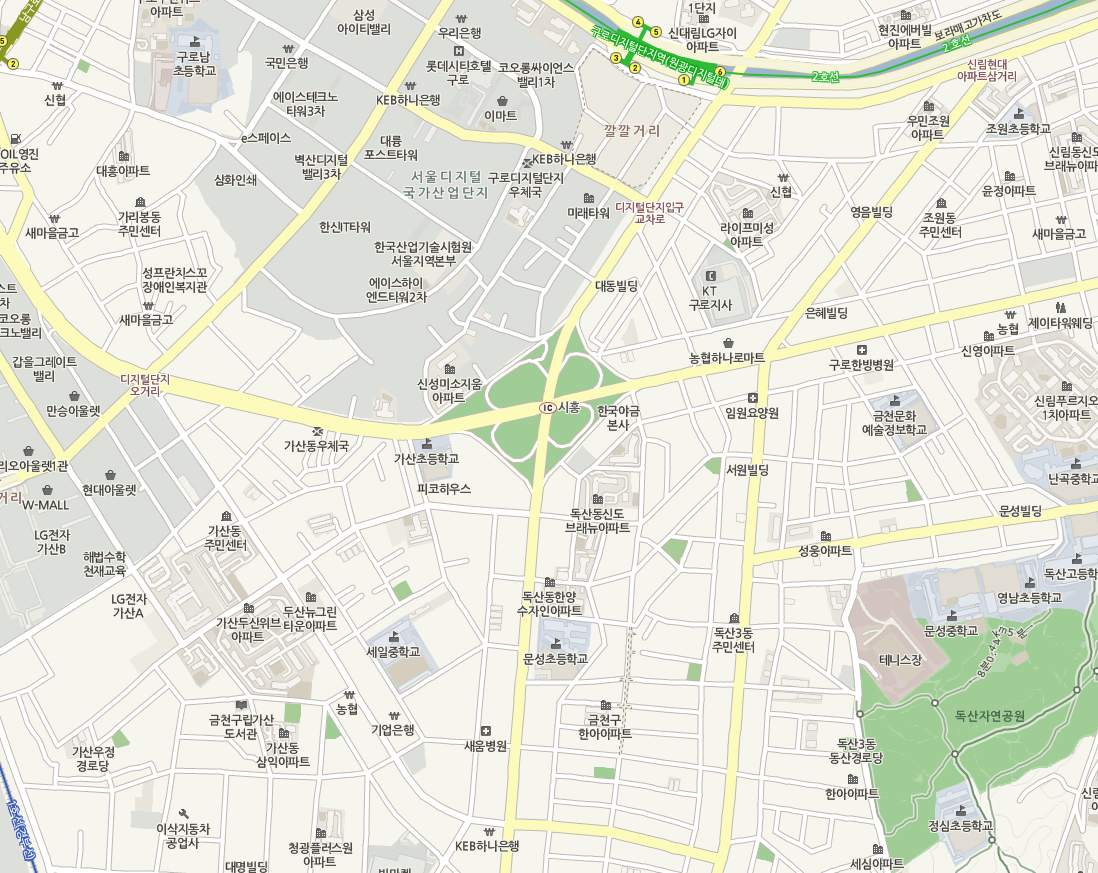 아파트
구로남
초등학교
2
신협
국민은행
삼성
아이티밸리
우리은행
롯데시티호텔
구로
코오롱싸이언스
밸리1차
KEB하나은행
이마트
에이스테크노
타워3차
e스페이스
벽산디지털
밸리3차
대륭
포스트타워
서울디지털
국가산업단지
KEB하나은행
구로디지털단지
우체국
미래타워
깔깔거리
구로디지털단지역(원광디지털대)
4
5
3
2
1
6
1단지
신대림LG자이
아파트
현진에버빌
아파트
보라매고가차도
2호선
2호선
신림현대
아파트삼거리
우민조원
아파트
조원초등학교
윤정아파트
신림동신도
브래뉴아파
새마을금고
조원동
주민센터
영음빌딩
신협
라이프미성
아파트
디지털단지입구
교차로
KT
구로지사
대동빌딩
은혜빌딩
농협
제이타워웨딩
신영아파트
구로한방병원
농협하나로마트
임원요양원
금천문화
예술정보학교
신림푸르지오
1차아파트
난곡중학교
문성빌딩
서원빌딩
성웅아파트
OIL영진
주유소
대흥아파트
심화인쇄
가리봉동
주민센터
새마을금고
성프란치스꼬
장애인복지관
새마을금고
한신IT타워
한국산업기술시험원
서울지역본부
에이스하이
엔드타워2차
신성미소지움
아파트
IC 시흥
한국야금
본사
갑을그레이트
밸리
디지털단지
오거리
만승아울렛
리오아울렛1관
W-MALL
현대아울렛
가산동우체국
가산초등학교
피코하우스
LG전자
가산B
해법수학
천재교육
LG전자
가산A
가산동
주민센터
가산두산위브
아파트
두산뉴그린
타운아파트
세일중학교
독산동신도
브래뉴아파트
독산동한양
수자인아파트
문성초등학교
독산3동
주민센터
금천구
한아아파트
새움병원
농협
기업은행
금천구립가산
도서관
가산동
삼익아파트
가산우정
경로당
이삭자동차
공업사
대명빌딩
청광플러스원
아파트
KEB하나은행
테니스장
문성중학교
영남초등학교
독산고등학
독산자연공원
독산3동
동산경로당
한아아파트
정심초등학교
세심아파트